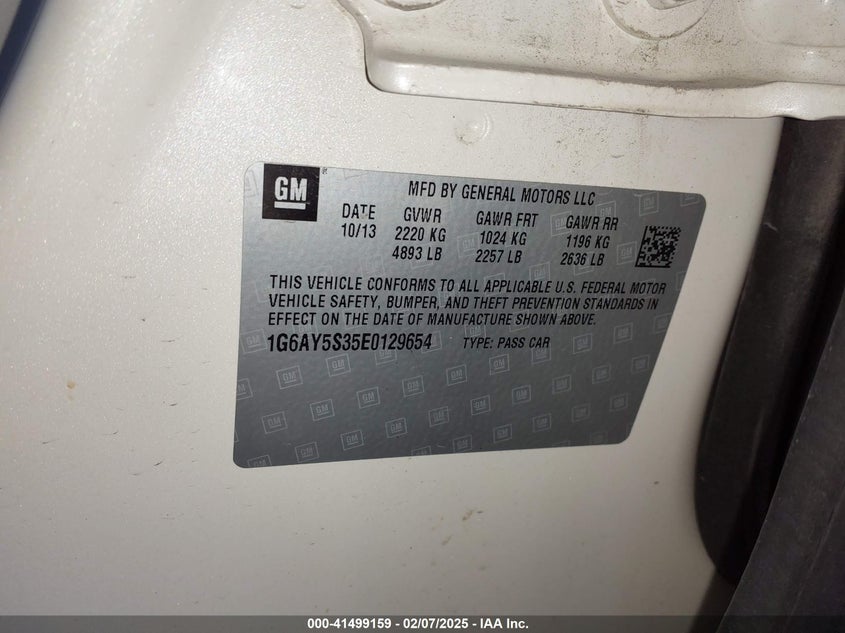 GM
MFD BY GENERAL MOTORS LLC
DATE GVWR GAWR FRT GAWR RR
10/13 2220 KG 1024 KG 1196 KG
4893 LB 2257 LB 2636 LB
THIS VEHICLE CONFORMS TO ALL APPLICABLE U.S. FEDERAL MOTOR
VEHICLE SAFETY, BUMPER, AND THEFT PREVENTION STANDARDS IN
EFFECT ON THE DATE OF MANUFACTURE SHOWN ABOVE.
1G6AY5S35E0129654 TYPE: PASS CAR
000-41499159 - 02/07/2025 - IAA Inc.